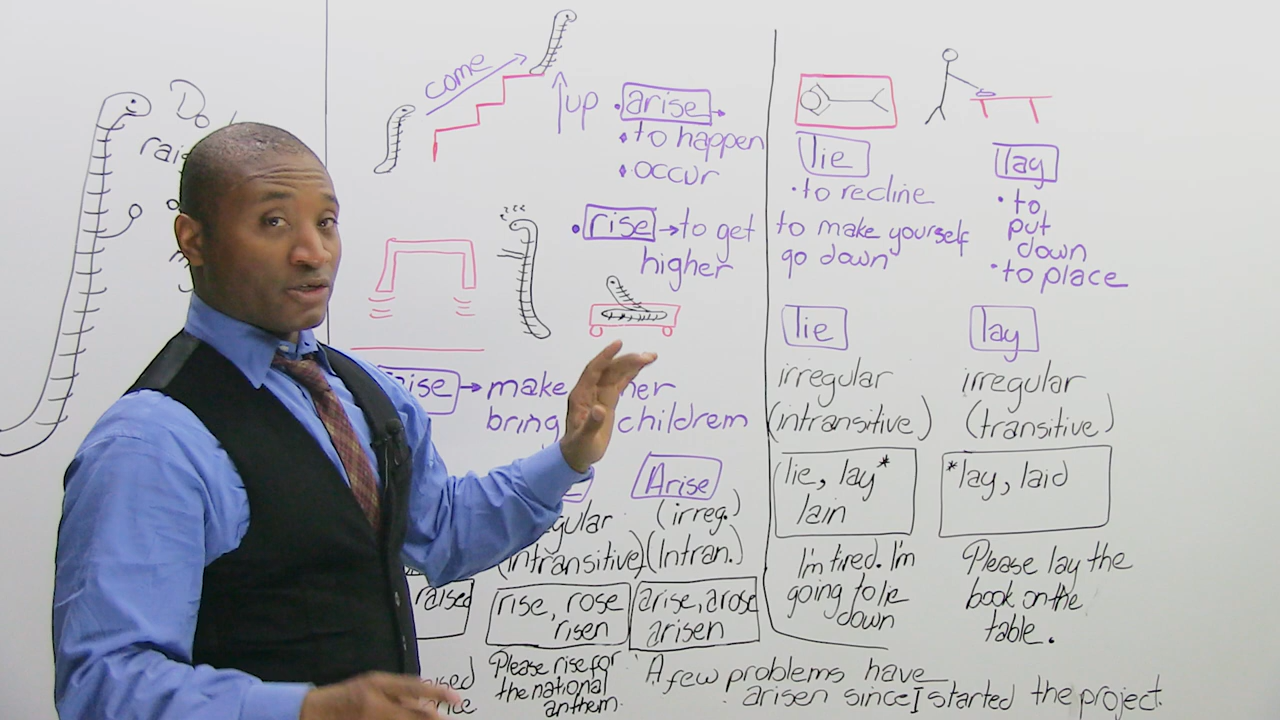 Do
come
up
arise
to happen
occur
zzz
rise → to get
higher
→ make
bring children
Arise
(irreg.)
(intransitive) (Intran.)
raised
rise, rose
risen
arise, arose
arisen
Please rise for
the national
anthem.
A few problems have
arisen since I started the project.
lie
to recline
to make yourself
go down
lay
to
put
down
to place
lie
irregular
(intransitive)
lie, lay*
lain
I'm tired. I'm
going to lie
down
lay
irregular
(transitive)
*lay, laid
Please lay the
book on the
table.